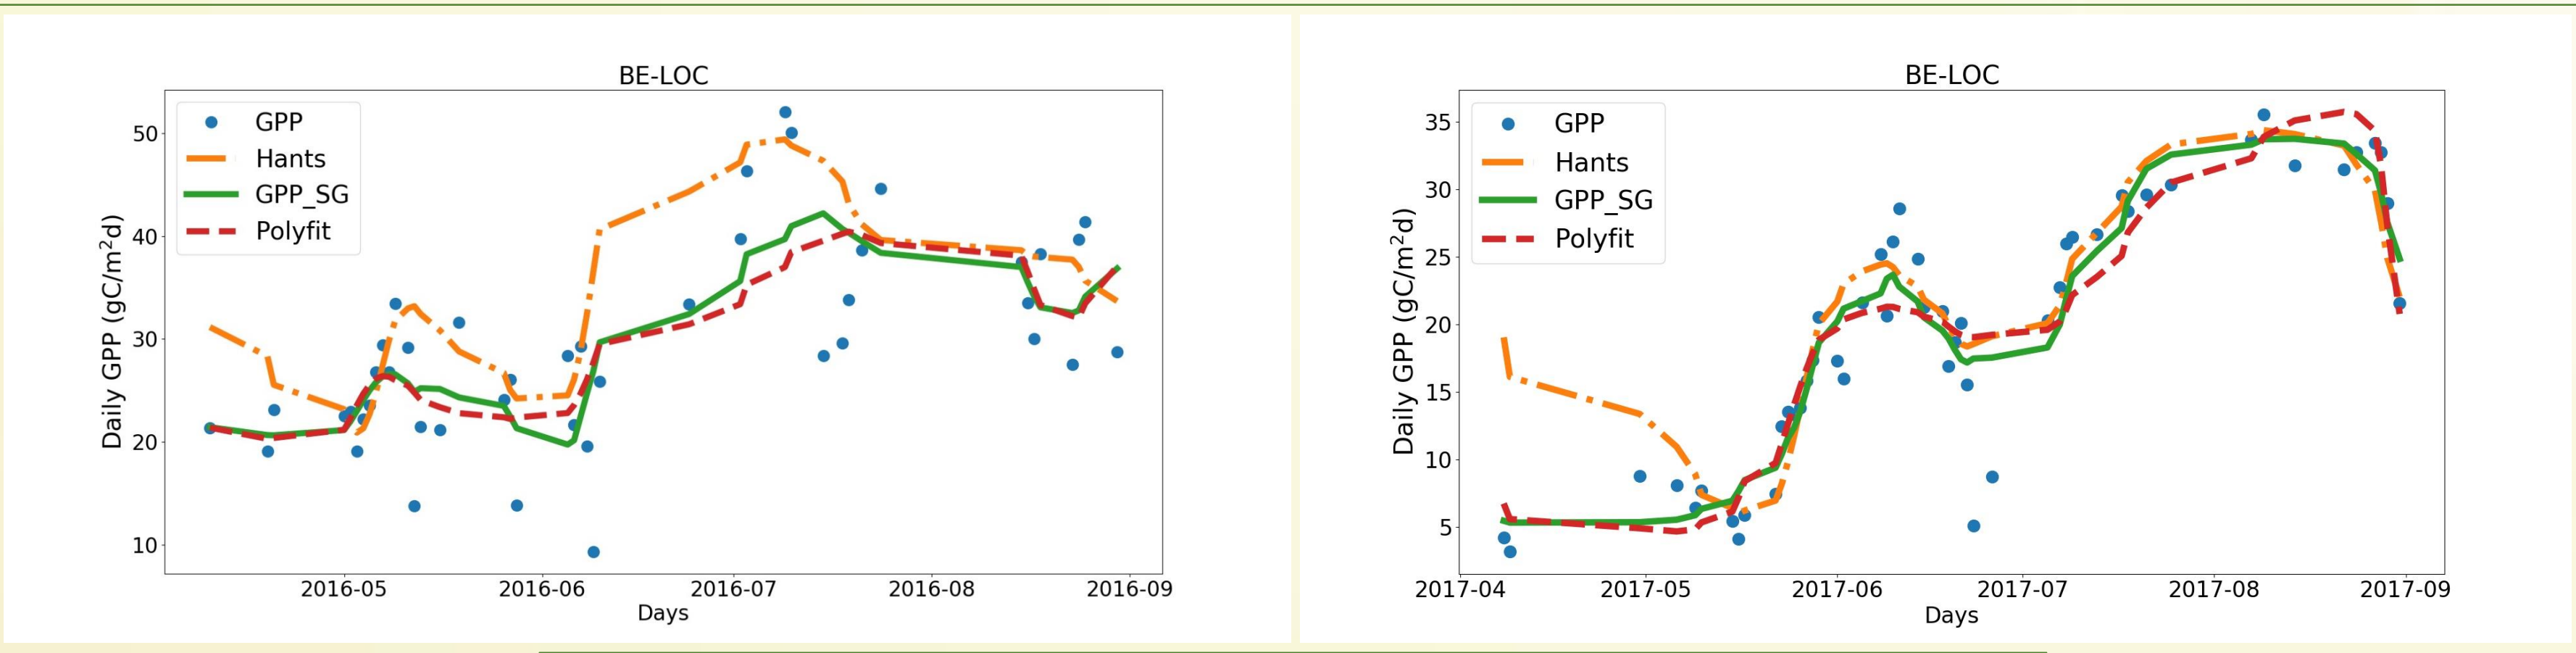 BE-LOC
GPP
Hants
GPP_SG
Polyfit
Daily GPP (gC/m²d)
50
40
30
20
10
2016-05 2016-06 2016-07 2016-08 2016-09
Days
BE-LOC
GPP
Hants
GPP_SG
Polyfit
Daily GPP (gC/m²d)
35
30
25
20
15
10
5
2017-04 2017-05 2017-06 2017-07 2017-08 2017-09
Days